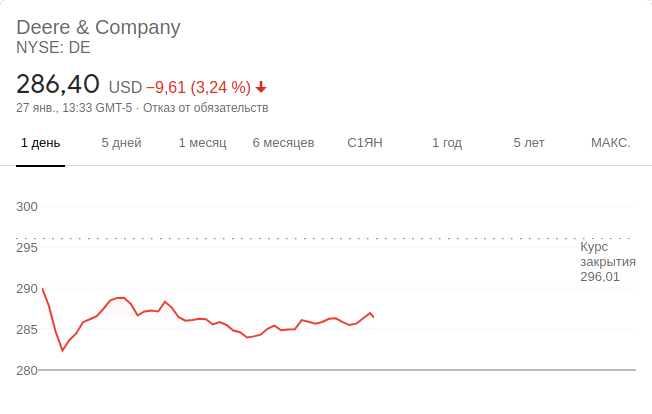 Deere & Company
NYSE: DE
286,40 USD −9,61 (3,24 %)
27 янв., 13:33 GMT-5 · Отказ от обязательств
1 день 5 дней 1 месяц 6 месяцев С1ЯН 1 год 5 лет МАКС.
300
295
290
285
280
Курс
закрытия
296,01